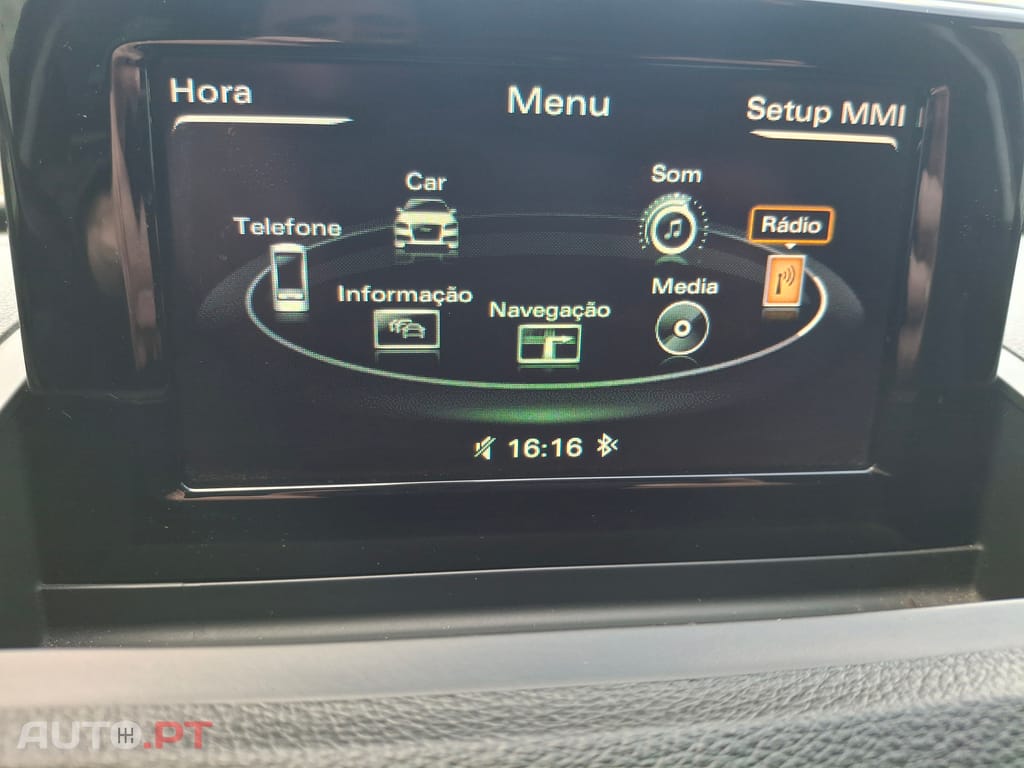 Hora
Menu
Setup MMI
Car
Som
Telefone
Rádio
Informação
Navegação
Media
16:16
AUTO.PT